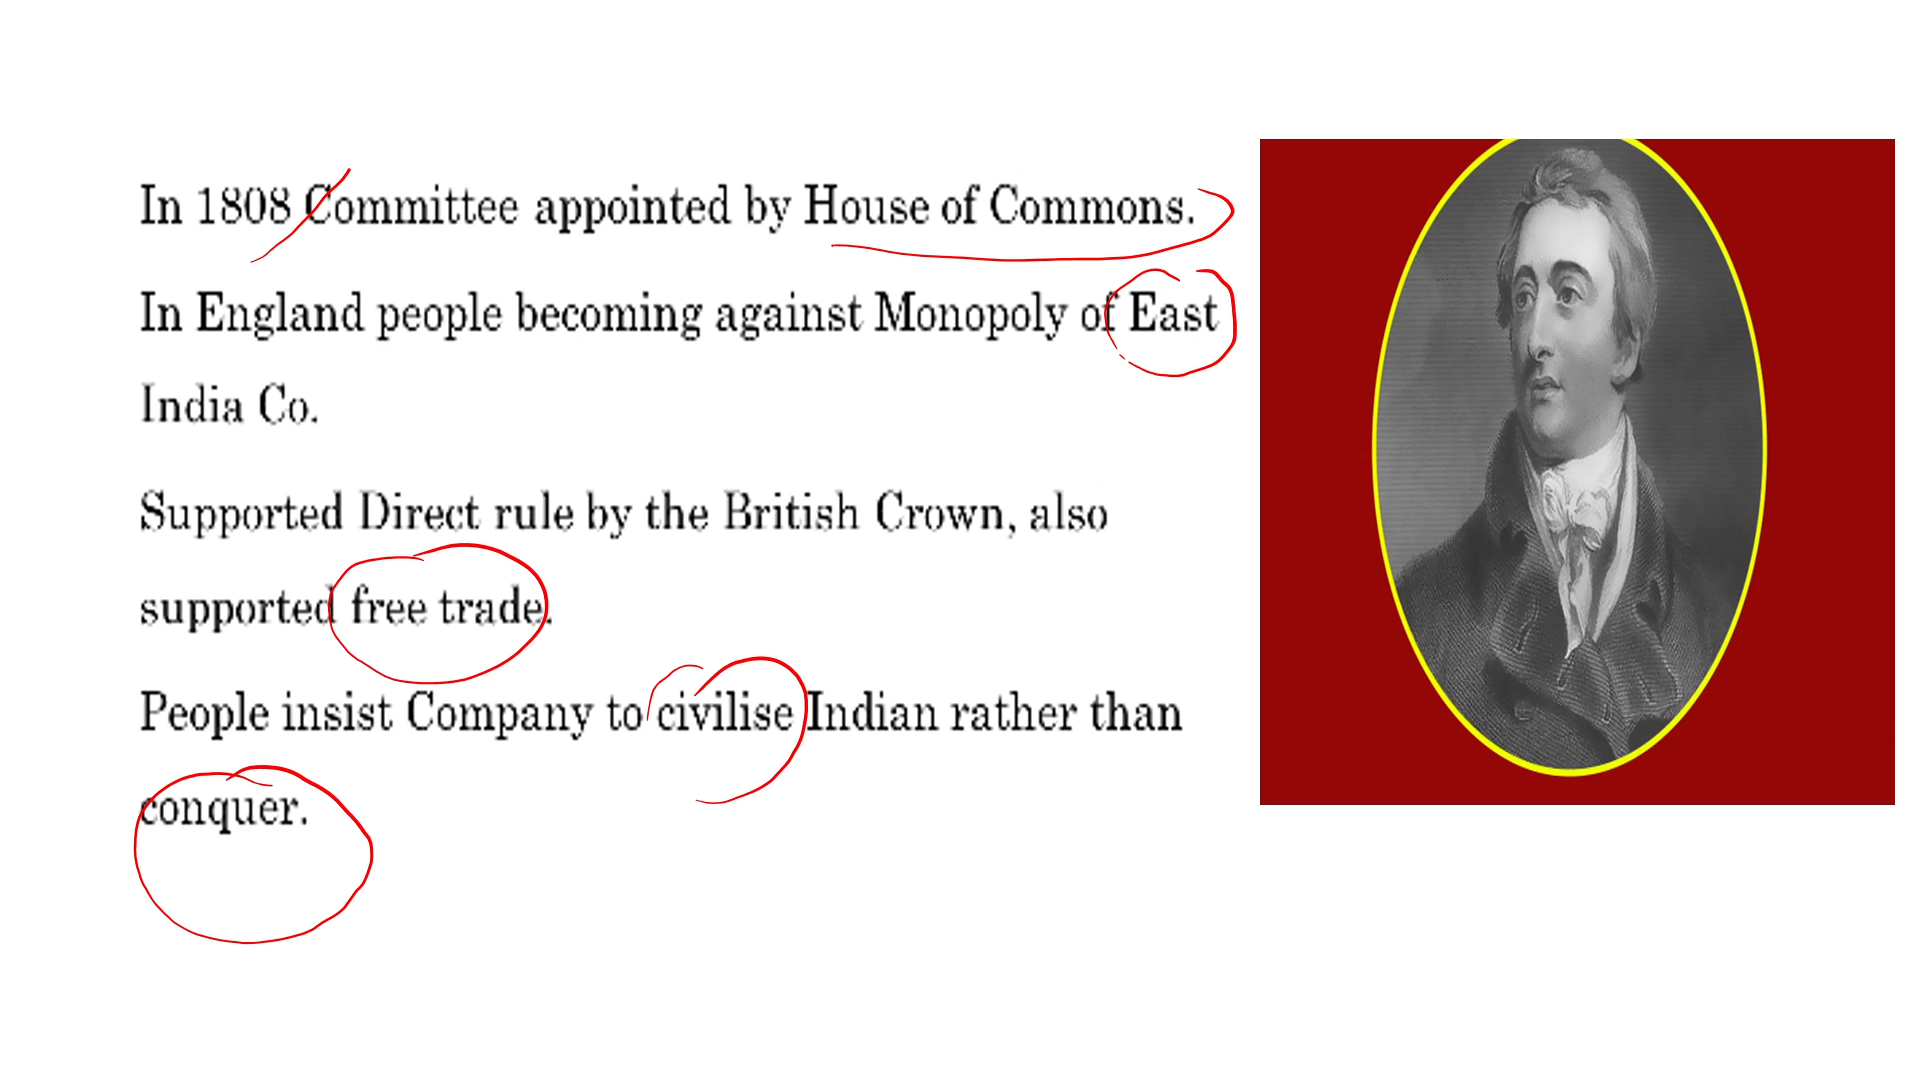 In 1808 Committee appointed by House of Commons.
In England people becoming against Monopoly of East
India Co.
Supported Direct rule by the British Crown, also
supported free trade.
People insist Company to civilise Indian rather than
conquer.